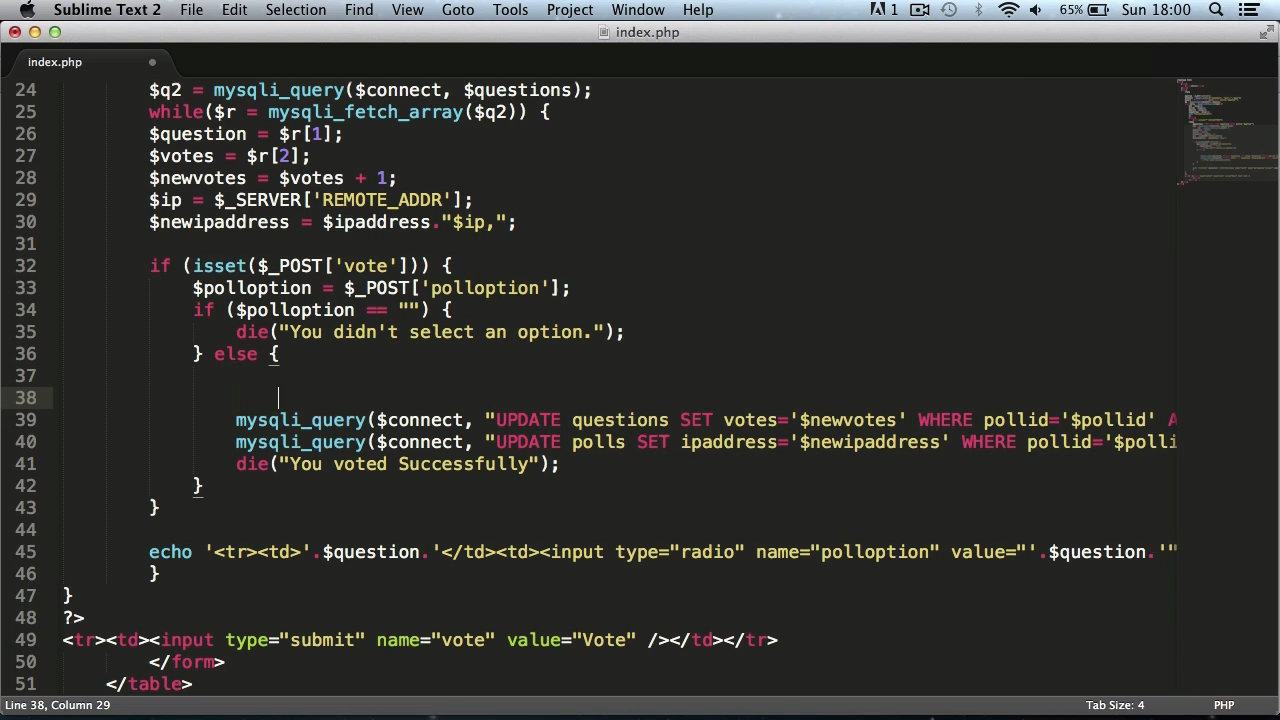 Sublime Text 2 File Edit Selection Find View Goto Tools Project Window Help 1 65% Sun 18:00
index.php
index.php
24 $q2 = mysqli_query($connect, $questions);
25 while($r = mysqli_fetch_array($q2)) {
26 $question = $r[1];
27 $votes = $r[2];
28 $newvotes = $votes + 1;
29 $ip = $_SERVER['REMOTE_ADDR'];
30 $newipaddress = $ipaddress."$ip,";
31
32 if (isset($_POST['vote'])) {
33 $polloption = $_POST['polloption'];
34 if ($polloption == "") {
35 die("You didn't select an option.");
36 } else {
37
38
39 mysqli_query($connect, "UPDATE questions SET votes='$newvotes' WHERE pollid='$pollid' A
40 mysqli_query($connect, "UPDATE polls SET ipaddress='$newipaddress' WHERE pollid='$polli
41 die("You voted Successfully");
42 }
43 }
44
45 echo '<tr><td>'.$question.'</td><td><input type="radio" name="polloption" value="'.$question.'"
46 }
47 }
48 ?>
49 <tr><td><input type="submit" name="vote" value="Vote" /></td></tr>
50 </form>
51 </table>
Line 38, Column 29 Tab Size: 4 PHP